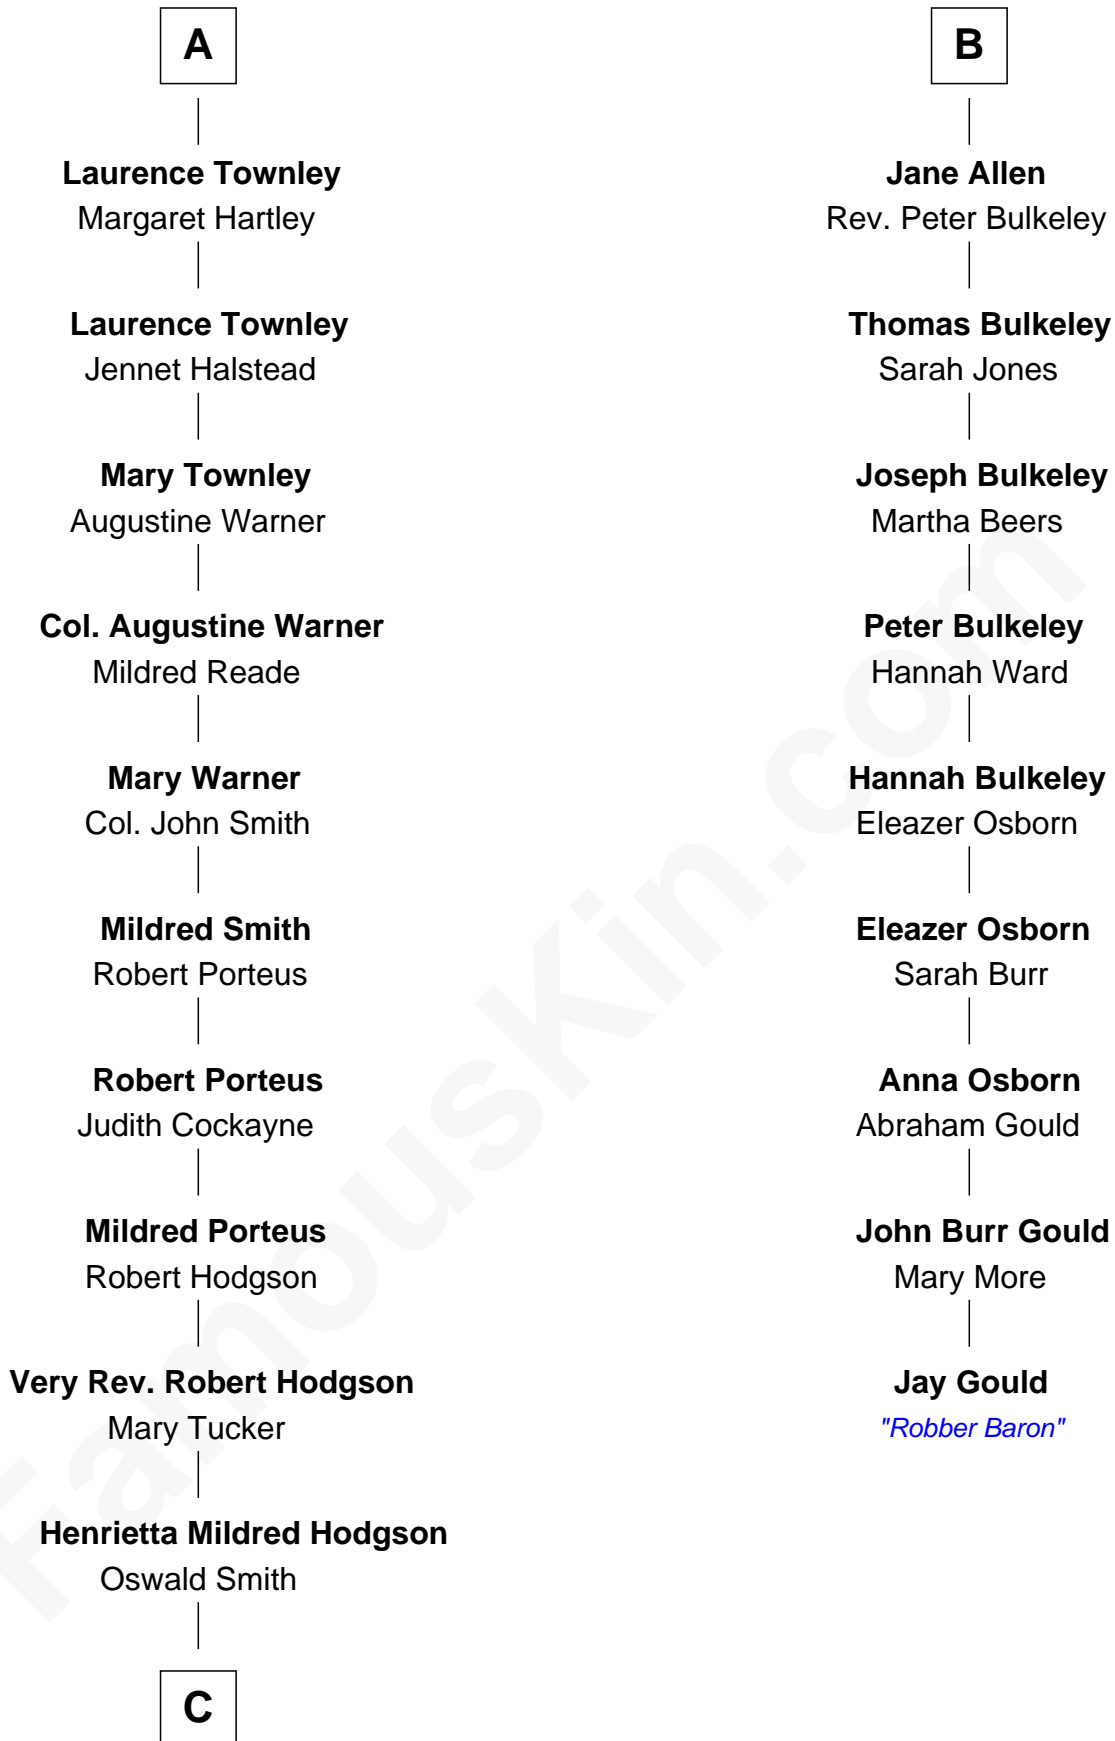 A
Laurence Townley
Margaret Hartley
Laurence Townley
Jennet Halstead
Mary Townley
Augustine Warner
Col. Augustine Warner
Mildred Reade
Mary Warner
Col. John Smith
Mildred Smith
Robert Porteus
Robert Porteus
Judith Cockayne
Mildred Porteus
Robert Hodgson
Very Rev. Robert Hodgson
Mary Tucker
Henrietta Mildred Hodgson
Oswald Smith
C
B
Jane Allen
Rev. Peter Bulkeley
Thomas Bulkeley
Sarah Jones
Joseph Bulkeley
Martha Beers
Peter Bulkeley
Hannah Ward
Hannah Bulkeley
Eleazer Osborn
Eleazer Osborn
Sarah Burr
Anna Osborn
Abraham Gould
John Burr Gould
Mary More
Jay Gould
"Robber Baron"
FamousKin.com